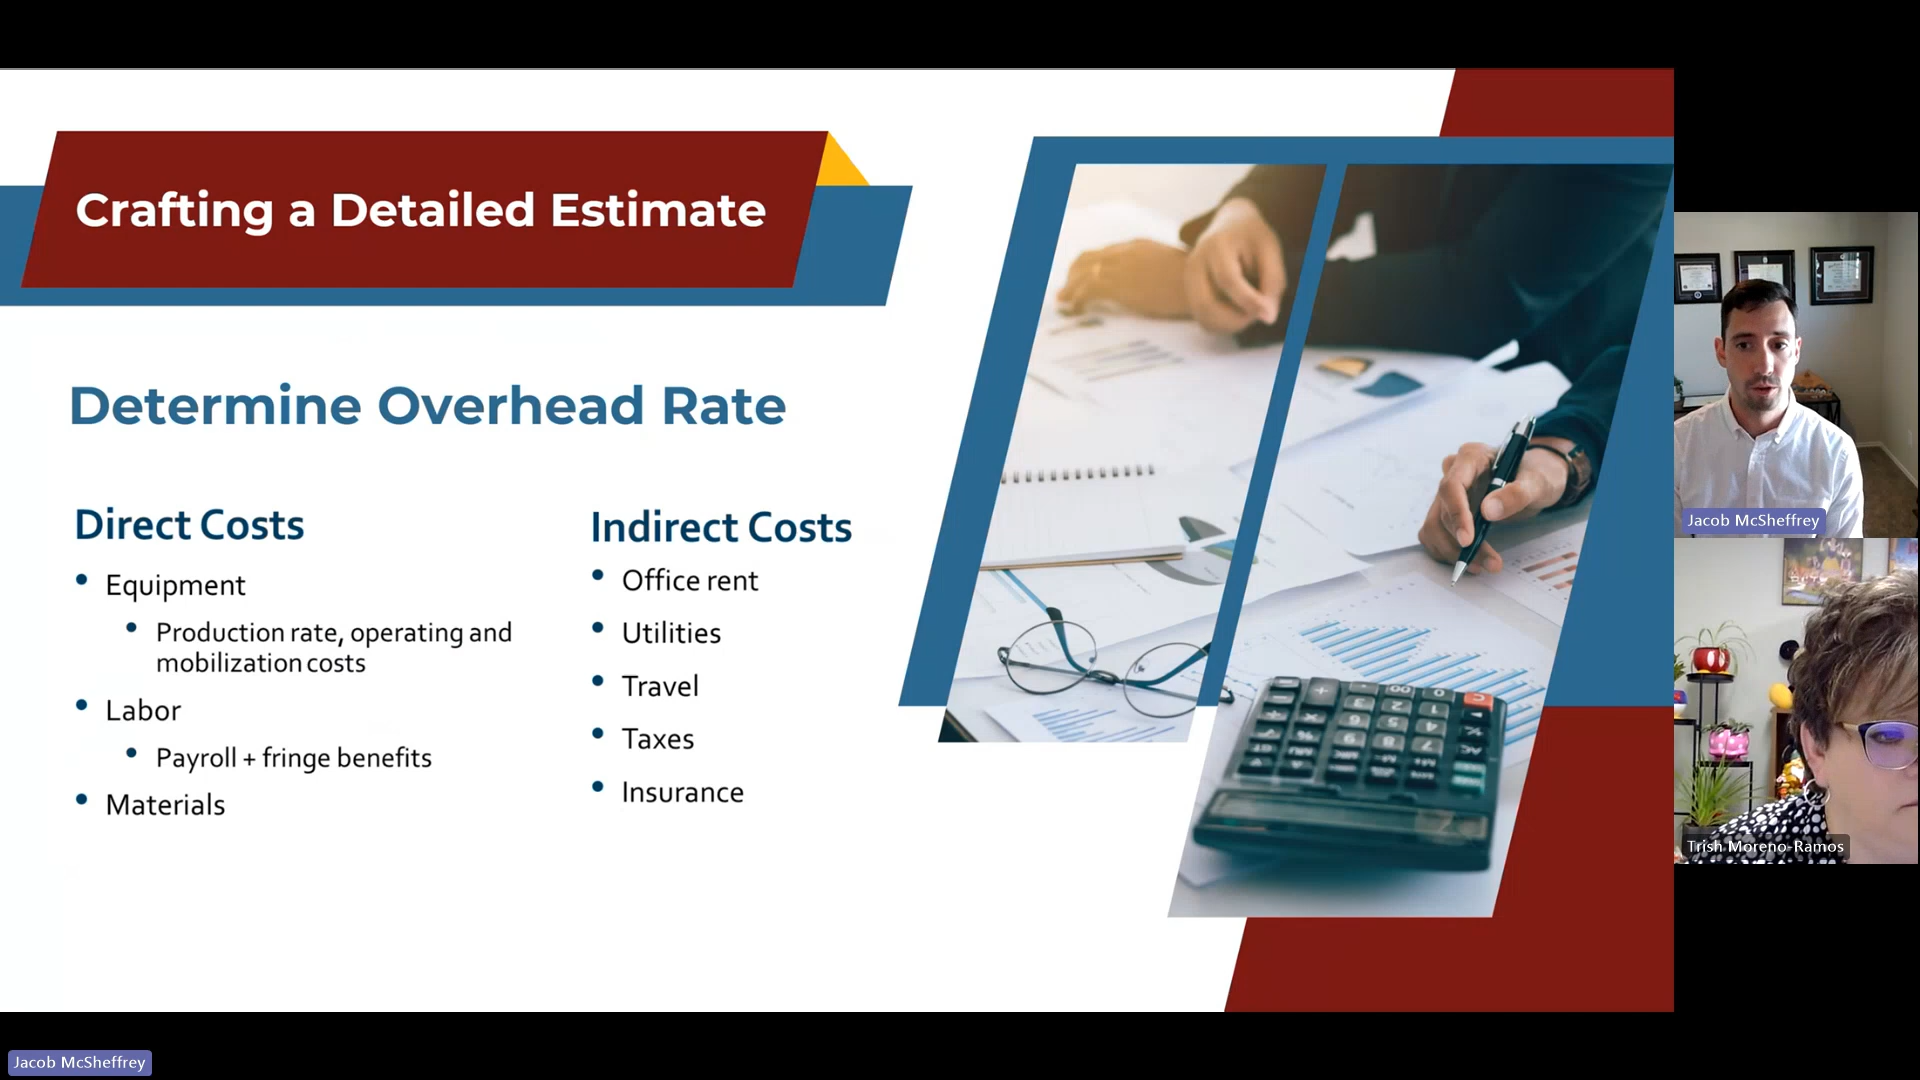 Crafting a Detailed Estimate
Determine Overhead Rate
Direct Costs
• Equipment
• Production rate, operating and
mobilization costs
• Labor
• Payroll + fringe benefits
• Materials
Indirect Costs
• Office rent
• Utilities
• Travel
• Taxes
• Insurance
Jacob McSheffrey
Trish Moreno-Ramos
Jacob McSheffrey